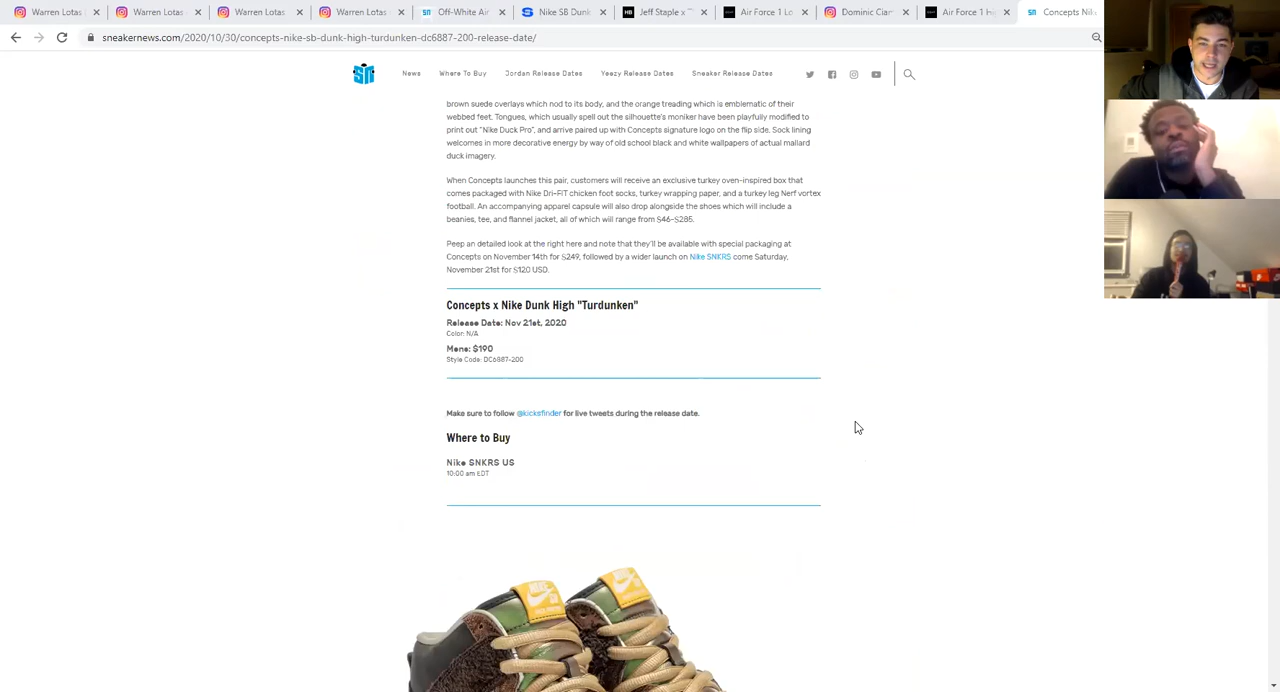 Warren Lotas
Warren Lotas
Warren Lotas
Warren Lotas
Off-White Air
Nike SB Dunk
Jeff Staple x
Air Force 1 Lo
Dominic Ciam
Air Force 1 Hi
Concepts Nik
sneakernews.com/2020/10/30/concepts-nike-sb-dunk-high-turdunken-dc6887-200-release-date/
News Where To Buy Jordan Release Dates Yeezy Release Dates Sneaker Release Dates
brown suede overlays which nod to its body, and the orange treading which is emblematic of their
webbed feet. Tongues, which usually spell out the silhouette's moniker have been playfully modified to
print out "Nike Duck Pro", and arrive paired up with Concepts signature logo on the flip side. Sock lining
welcomes in more decorative energy by way of old school black and white wallpapers of actual mallard
duck imagery.
When Concepts launches this pair, customers will receive an exclusive turkey oven-inspired box that
comes packaged with Nike Dri-FIT chicken foot socks, turkey wrapping paper, and a turkey leg Nerf vortex
football. An accompanying apparel capsule will also drop alongside the shoes which will include a
beanies, tee, and flannel jacket, all of which will range from $46-$285.
Peep an detailed look at the right here and note that they'll be available with special packaging at
Concepts on November 14th for $249, followed by a wider launch on Nike SNKRS come Saturday,
November 21st for $120 USD.
Concepts x Nike Dunk High "Turdunken"
Release Date: Nov 21st, 2020
Color: N/A
Mens: $190
Style Code: DC6887-200
Make sure to follow @kicksfinder for live tweets during the release date.
Where to Buy
Nike SNKRS US
10:00 am EDT
NIKE